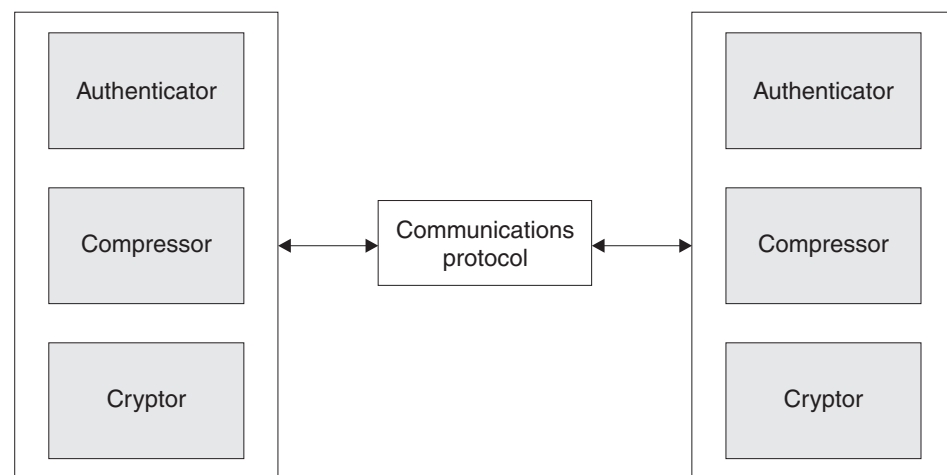 Authenticator
Compressor
Cryptor
Communications
protocol
Authenticator
Compressor
Cryptor